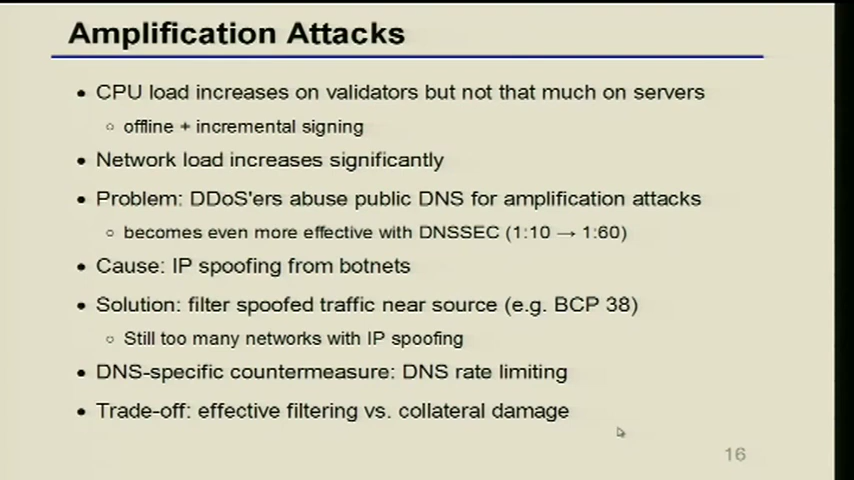 Amplification Attacks
• CPU load increases on validators but not that much on servers
○ offline + incremental signing
• Network load increases significantly
• Problem: DDoS'ers abuse public DNS for amplification attacks
○ becomes even more effective with DNSSEC (1:10 → 1:60)
• Cause: IP spoofing from botnets
• Solution: filter spoofed traffic near source (e.g. BCP 38)
○ Still too many networks with IP spoofing
• DNS-specific countermeasure: DNS rate limiting
• Trade-off: effective filtering vs. collateral damage
16